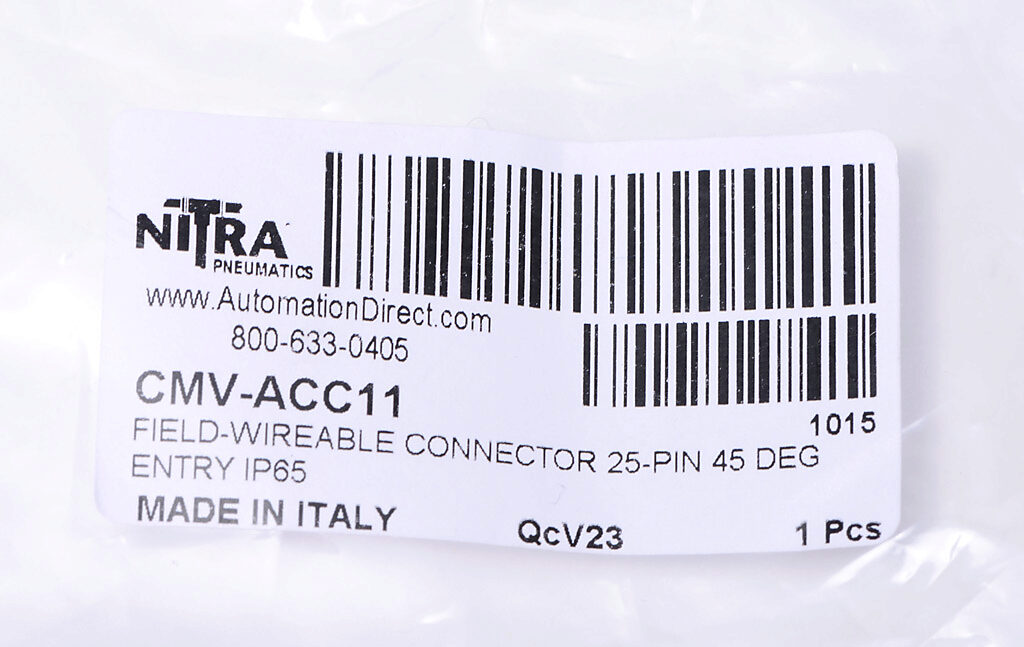 NITRA
PNEUMATICS
www.AutomationDirect.com
800-633-0405
CMV-ACC11
1015
FIELD-WIREABLE CONNECTOR 25-PIN 45 DEG
ENTRY IP65
MADE IN ITALY
QcV23
1 Pcs